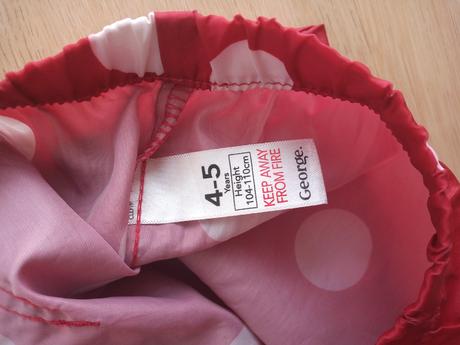 4-5
Years
Height
104-110cm
KEEP AWAY
FROM FIRE
George.